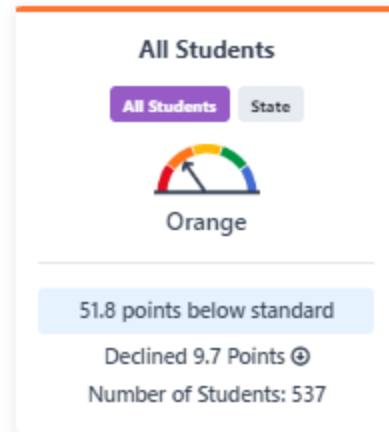 All Students
All Students State
Orange
51.8 points below standard
Declined 9.7 Points
Number of Students: 537